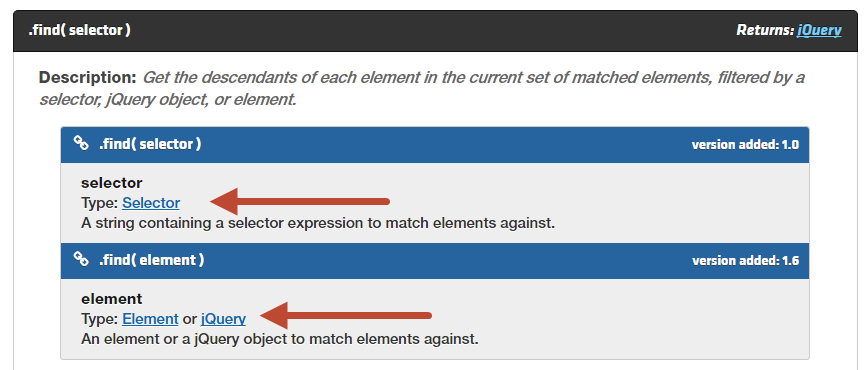 .find( selector )
Returns: jQuery
Description: Get the descendants of each element in the current set of matched elements, filtered by a
selector, jQuery object, or element.
.find( selector )
version added: 1.0
selector
Type: Selector
A string containing a selector expression to match elements against.
.find( element )
version added: 1.6
element
Type: Element or jQuery
An element or a jQuery object to match elements against.